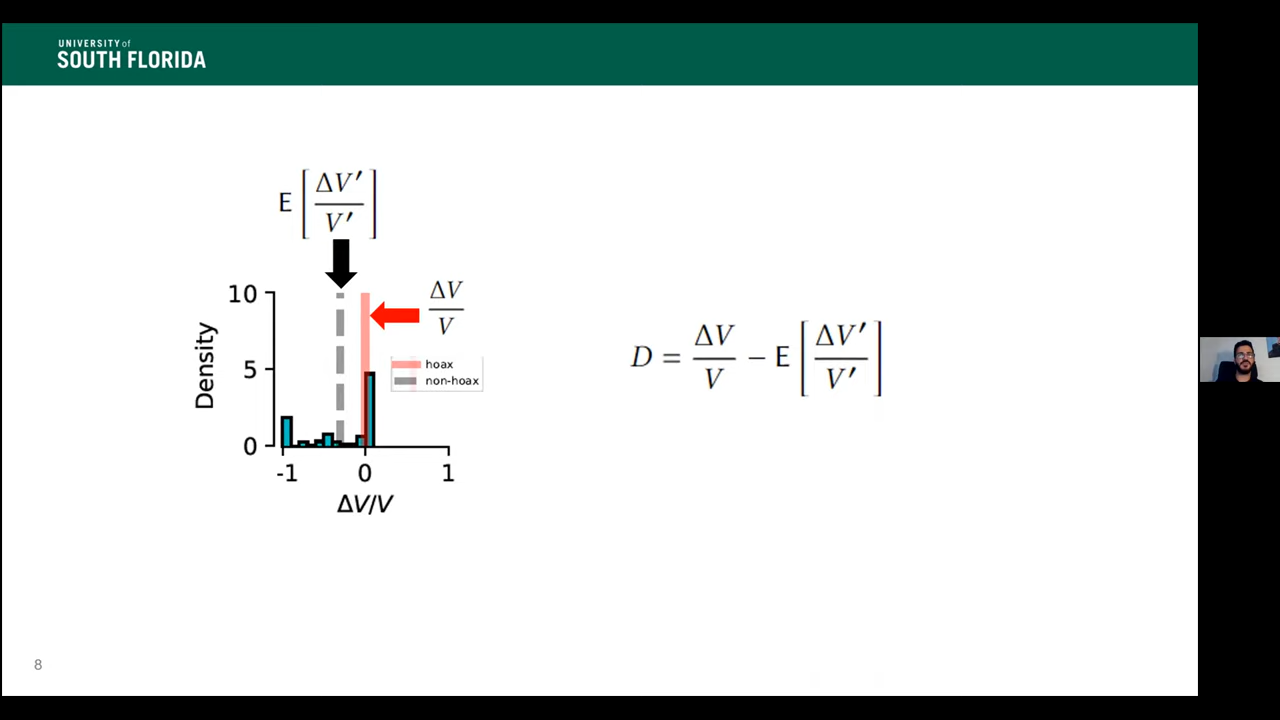 UNIVERSITY of
SOUTH FLORIDA
E [ΔV′ / V′]
ΔV / V
10
5
0
Density
hoax
non-hoax
-1 0 1
ΔV/V
D = ΔV / V − E [ΔV′ / V′]
8